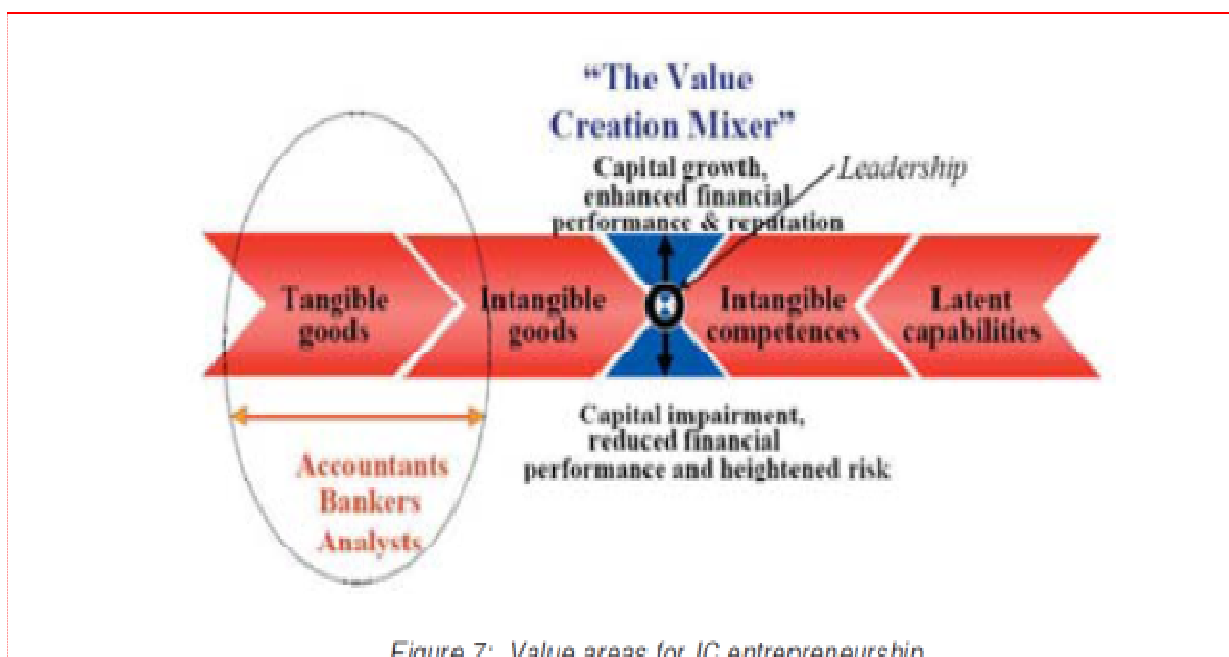 “The Value
Creation Mixer”
Capital growth,
enhanced financial
performance & reputation
Leadership
Tangible
goods
Intangible
goods
Intangible
competences
Latent
capabilities
Capital impairment,
reduced financial
performance and heightened risk
Accountants
Bankers
Analysts
Figure 7: Value areas for IC entrepreneurship